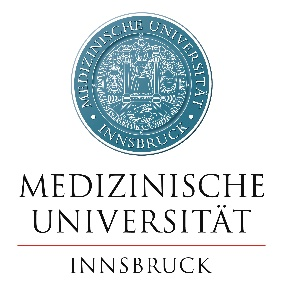 MEDIZINISCHE UNIVERSITÄT
· INNSBRUCK ·
MEDIZINISCHE
UNIVERSITÄT
INNSBRUCK